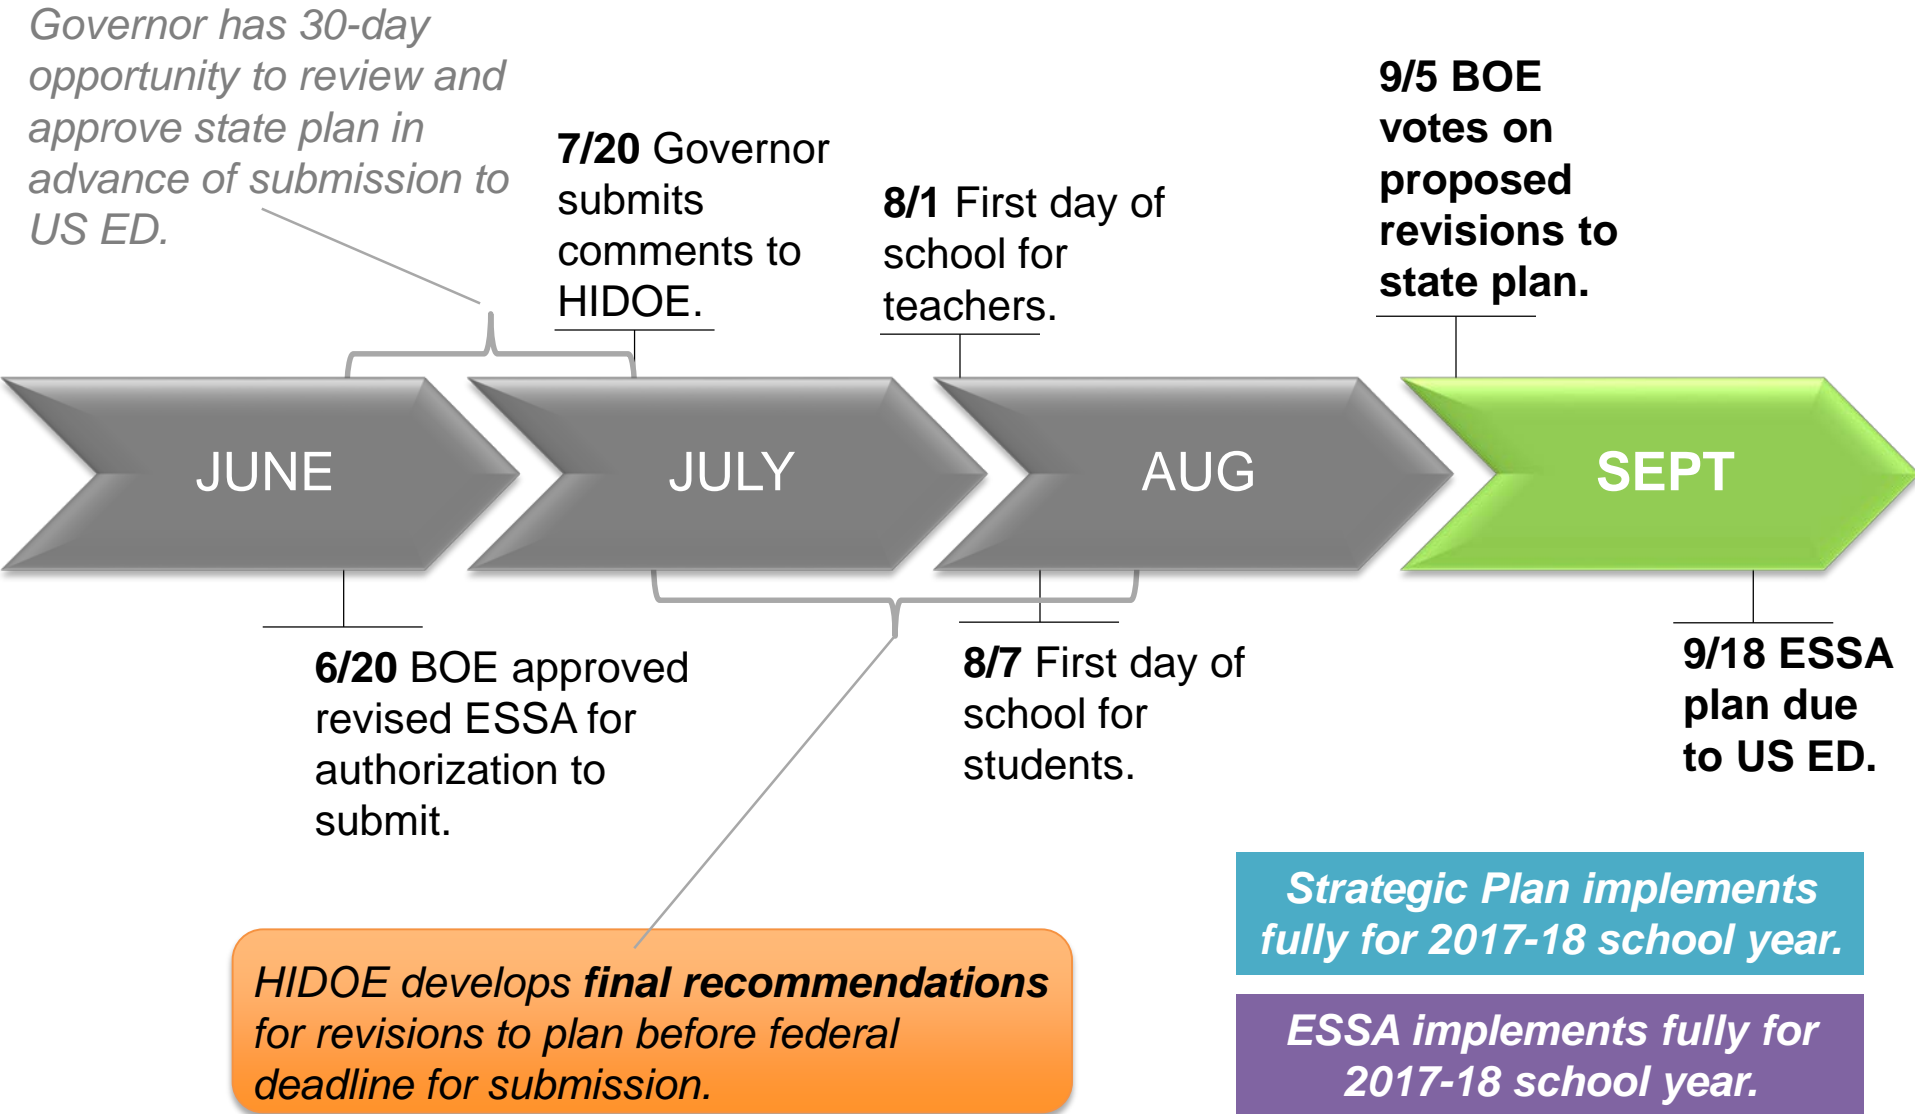 Governor has 30-day
opportunity to review and
approve state plan in
advance of submission to
US ED.
7/20 Governor
submits
comments to
HIDOE.
8/1 First day of
school for
teachers.
9/5 BOE
votes on
proposed
revisions to
state plan.
JUNE
JULY
AUG
SEPT
6/20 BOE approved
revised ESSA for
authorization to
submit.
8/7 First day of
school for
students.
9/18 ESSA
plan due
to US ED.
HIDOE develops final recommendations
for revisions to plan before federal
deadline for submission.
Strategic Plan implements
fully for 2017-18 school year.
ESSA implements fully for
2017-18 school year.